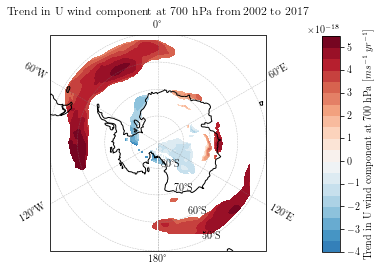 Trend in U wind component at 700 hPa from 2002 to 2017
0°
×10⁻¹⁸
60°W
60°E
5
4
3
2
1
0
−1
−2
−3
−4
80°S
70°S
60°S
50°S
120°W
120°E
180°
Trend in U wind component at 700 hPa [ms⁻¹ yr⁻¹]